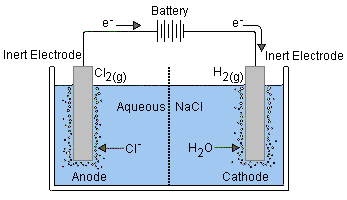 Battery
e-
e-
Inert Electrode
Inert Electrode
Cl2(g)
H2(g)
Aqueous NaCl
Cl-
H2O
Anode
Cathode